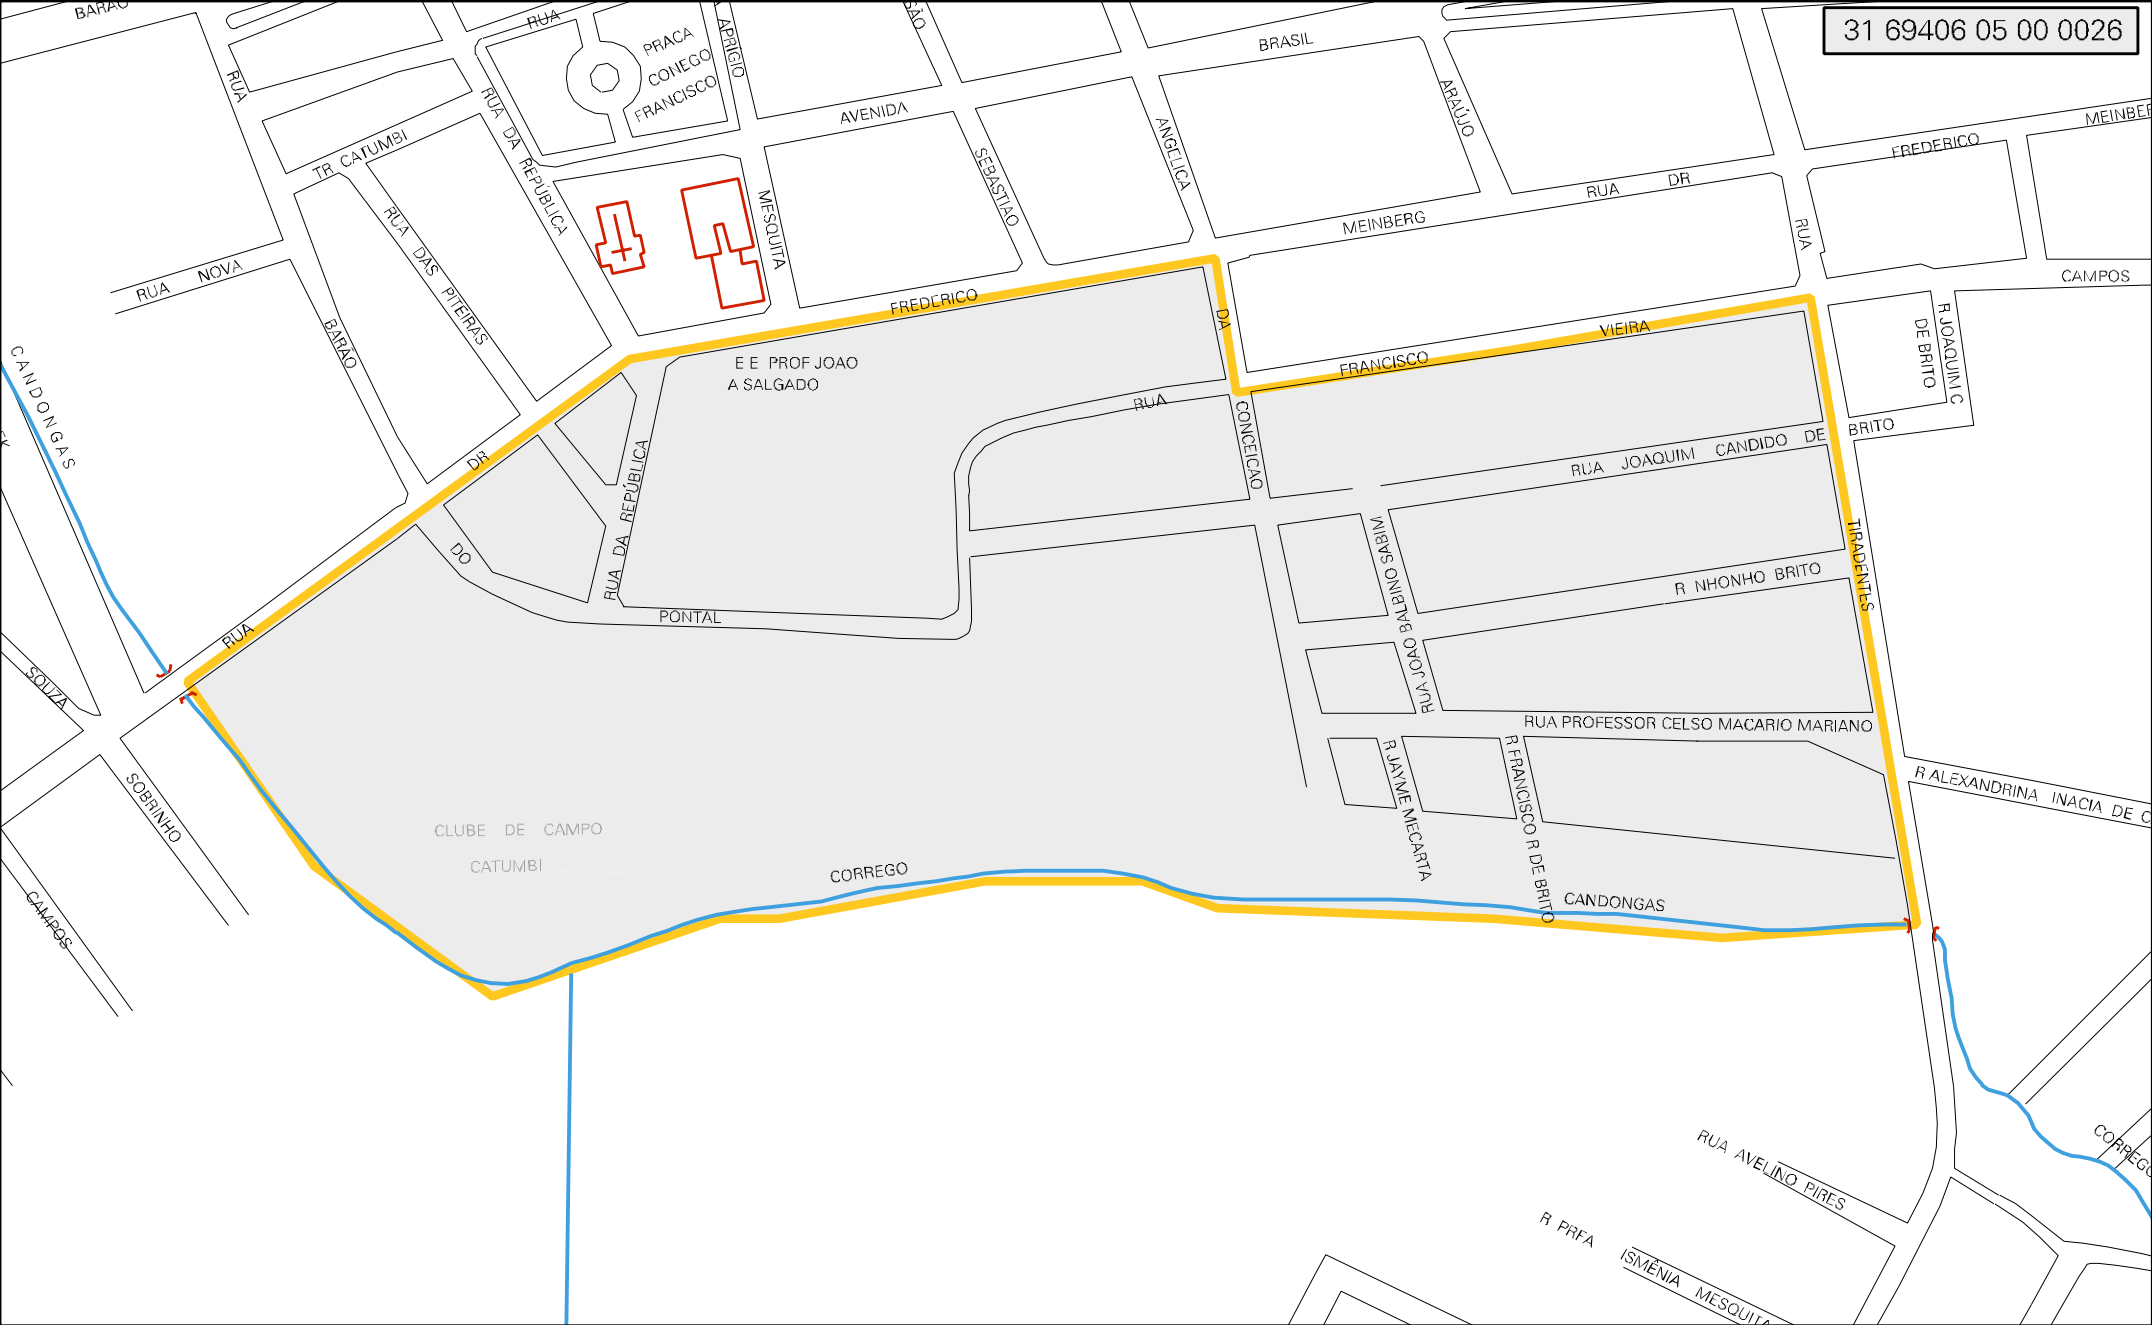 31 69406 05 00 0026
BARAO
RUA
APRIGIO
BRASIL
PRACA
CONEGO
FRANCISCO
RUA
AVENIDA
ARAÚJO
MEINBER
FREDERICO
TR CATUMBI
RUA DA REPÚBLICA
SEBASTIAO
ANGELICA
RUA DR
MEINBERG
RUA
RUA DAS PITEIRAS
MESQUITA
RUA NOVA
CAMPOS
FREDERICO
DA
VIEIRA
FRANCISCO
R JOAQUIM C
DE BRITO
BARÃO
CANDONGAS
E E PROF JOAO
A SALGADO
RUA
CONCEICAO
BRITO
RUA JOAQUIM CANDIDO DE
DR
RUA DA REPÚBLICA
DO
RUA JOAO BALBINO SABIM
TIRADENTES
R NHONHO BRITO
PONTAL
RUA
SOUZA
RUA PROFESSOR CELSO MACARIO MARIANO
R JAYME MECARTA
R FRANCISCO R DE BRITO
R ALEXANDRINA INACIA DE C
SOBRINHO
CLUBE DE CAMPO
CATUMBI
CORREGO
CANDONGAS
CAMPOS
CORREGO
RUA AVELINO PIRES
R PRFA
ISMÊNIA MESQUITA